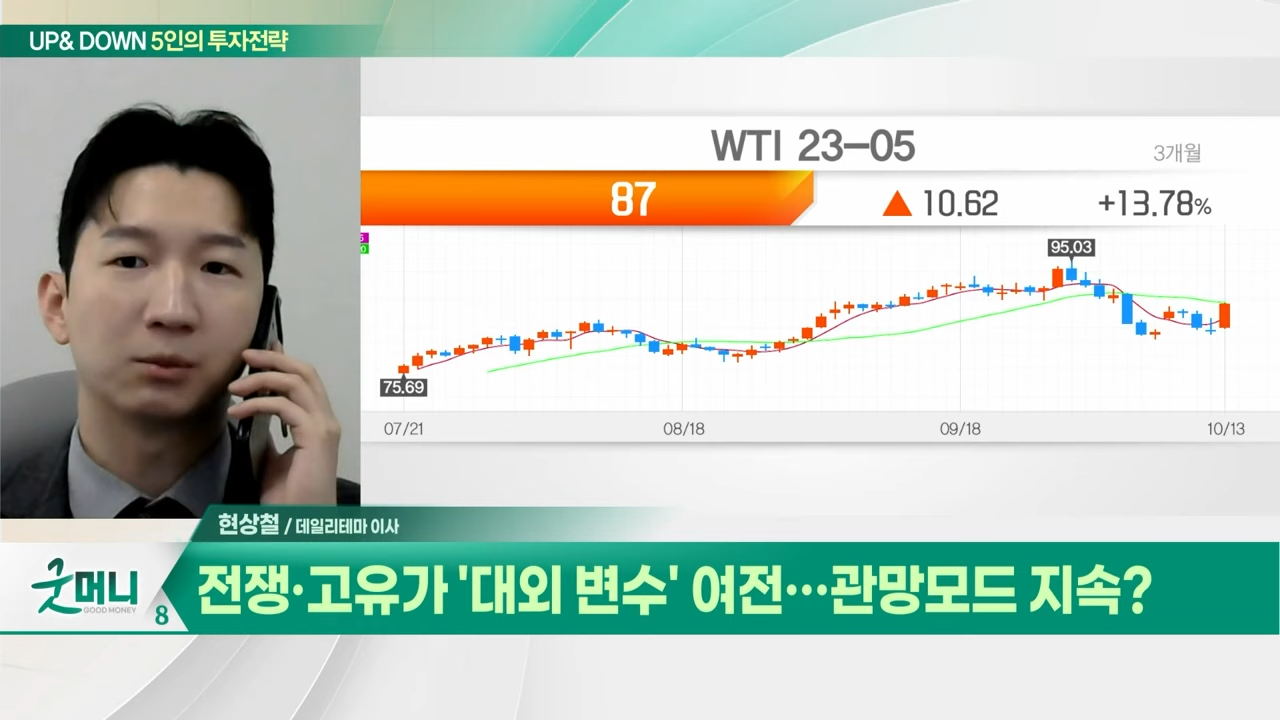 UP& DOWN 5인의 투자전략
WTI 23-05
3개월
87
▲ 10.62
+13.78%
95.03
75.69
07/21
08/18
09/18
10/13
현상철 / 데일리테마 이사
굿머니
GOOD MONEY
8
전쟁·고유가 '대외 변수' 여전…관망모드 지속?